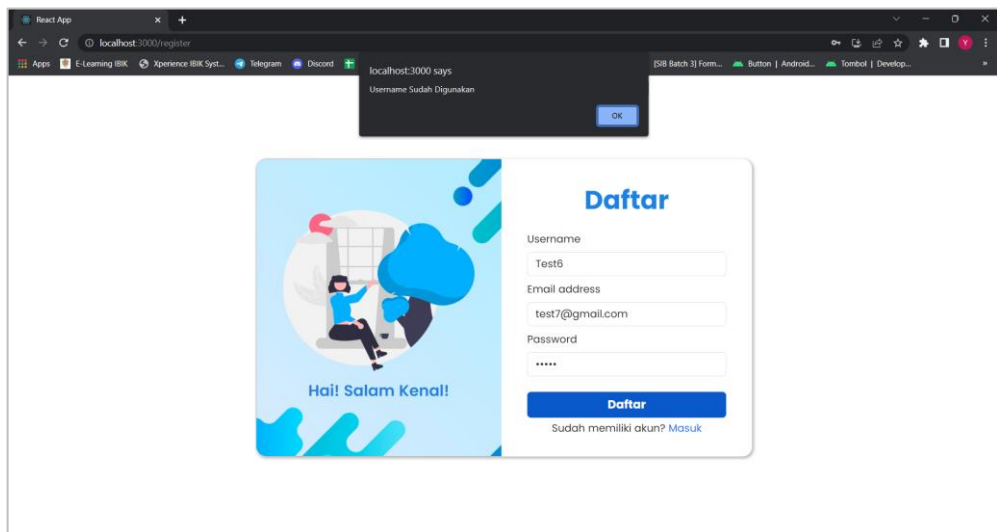 React App
localhost:3000/register
Y
Apps
E-Learning IBIK
Xperience IBIK Syst...
Telegram
Discord
[SIB Batch 3] Form...
Button | Android...
Tombol | Develop...
localhost:3000 says
Username Sudah Digunakan
OK
Hai! Salam Kenal!
Daftar
Username
Test6
Email address
test7@gmail.com
Password
•••••
Daftar
Sudah memiliki akun? Masuk